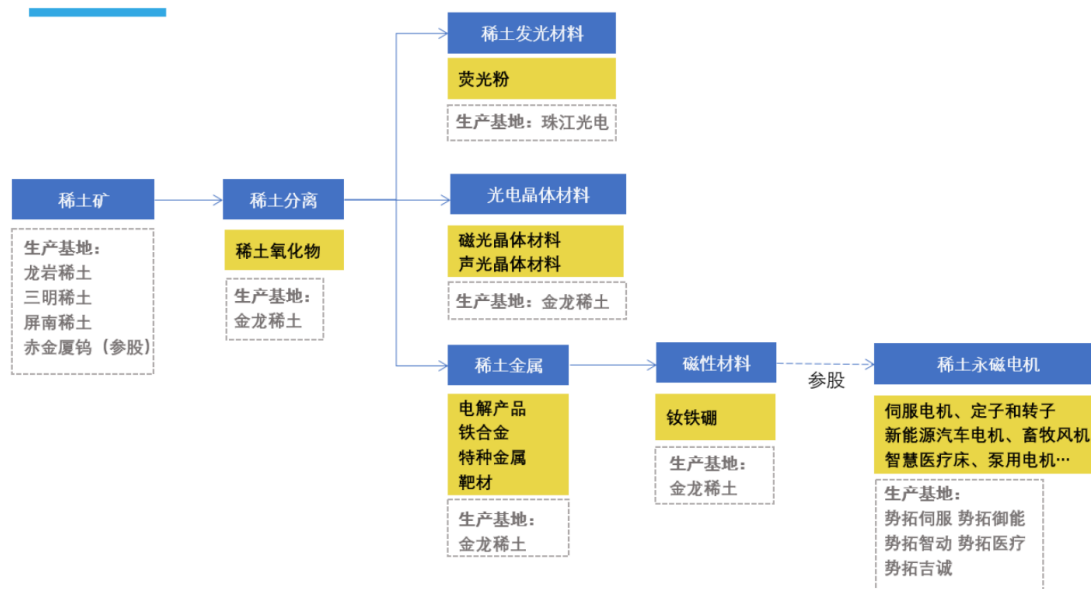 稀土发光材料
荧光粉
生产基地：珠江光电
稀土矿
生产基地：
龙岩稀土
三明稀土
屏南稀土
赤金厦钨（参股）
稀土分离
稀土氧化物
生产基地：
金龙稀土
光电晶体材料
磁光晶体材料
声光晶体材料
生产基地：金龙稀土
稀土金属
电解产品
铁合金
特种金属
靶材
生产基地：
金龙稀土
磁性材料
钕铁硼
生产基地：
金龙稀土
参股
稀土永磁电机
伺服电机、定子和转子
新能源汽车电机、畜牧风机
智慧医疗床、泵用电机…
生产基地：
势拓伺服 势拓御能
势拓智动 势拓医疗
势拓吉诚